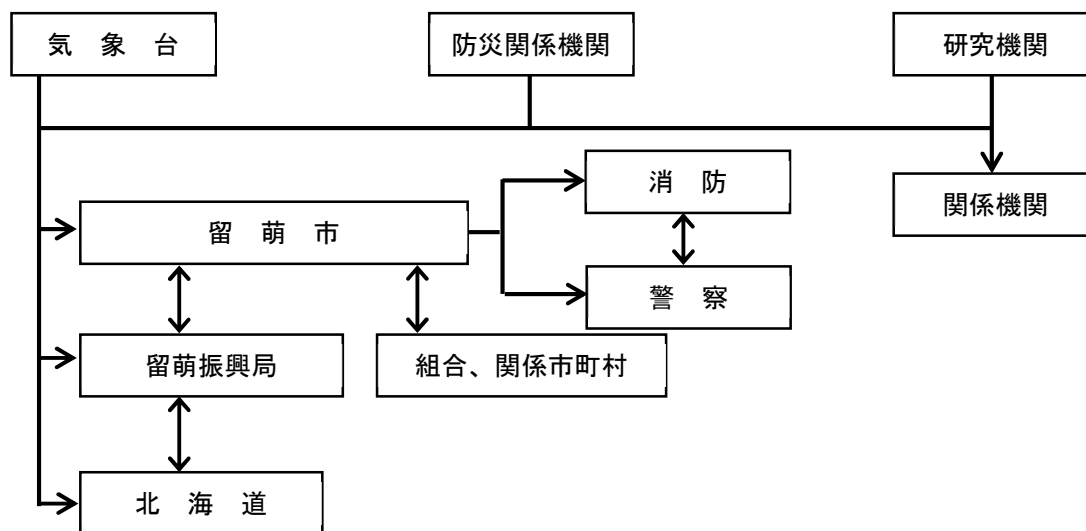 気　象　台
防災関係機関
研究機関
消　防
関係機関
留　萌　市
警　察
留萌振興局
組合、関係市町村
北　海　道